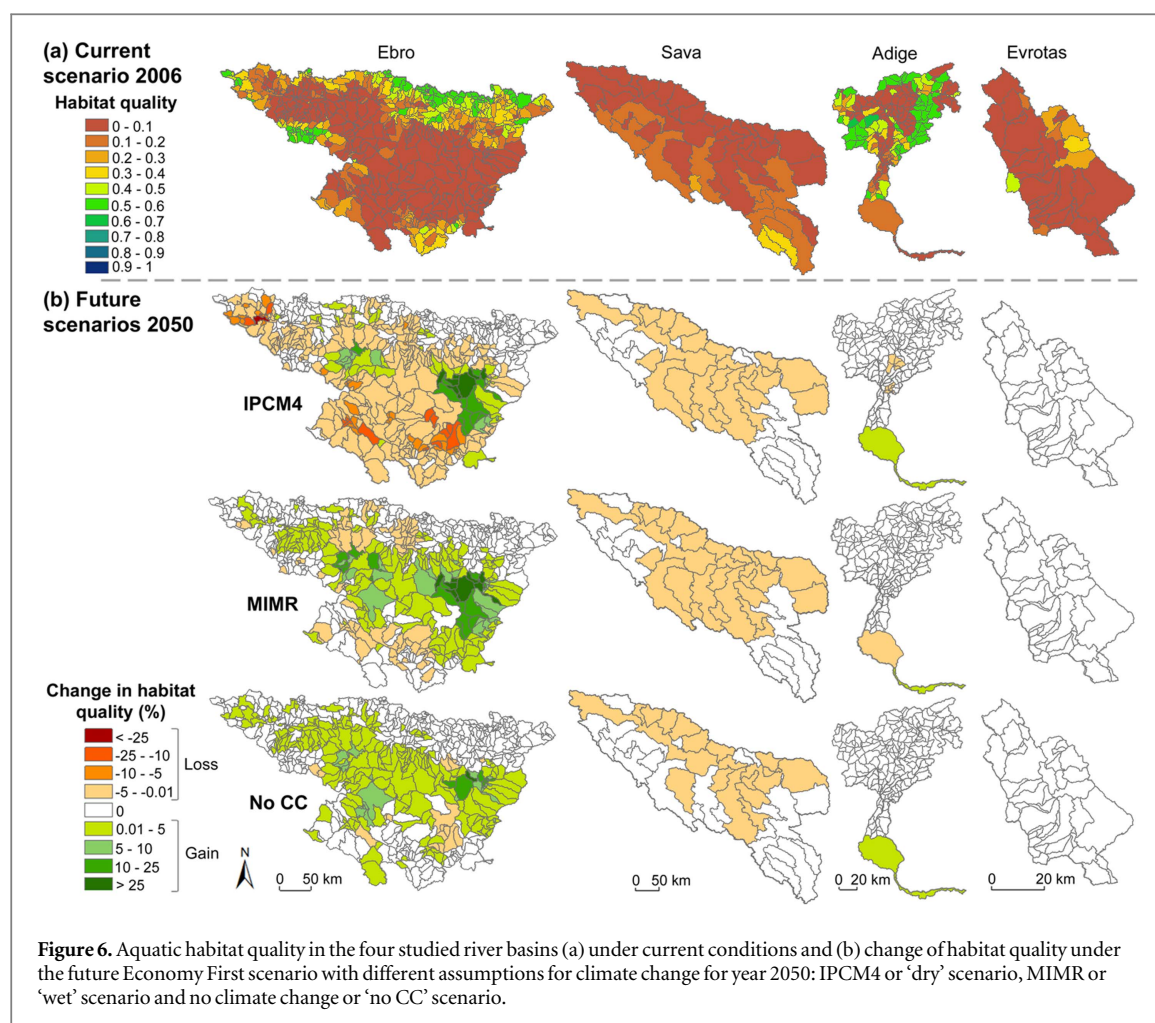 (a) Current
scenario 2006
Ebro
Sava
Adige
Evrotas
Habitat quality
0 - 0.1
0.1 - 0.2
0.2 - 0.3
0.3 - 0.4
0.4 - 0.5
0.5 - 0.6
0.6 - 0.7
0.7 - 0.8
0.8 - 0.9
0.9 - 1
(b) Future
scenarios 2050
IPCM4
MIMR
No CC
Change in habitat
quality (%)
< -25
-25 - -10
-10 - -5
-5 - -0.01
0
0.01 - 5
5 - 10
10 - 25
> 25
Loss
Gain
N
0 50 km
0 50 km
0 20 km
0 20 km
Figure 6. Aquatic habitat quality in the four studied river basins (a) under current conditions and (b) change of habitat quality under
the future Economy First scenario with different assumptions for climate change for year 2050: IPCM4 or ‘dry’ scenario, MIMR or
‘wet’ scenario and no climate change or ‘no CC’ scenario.